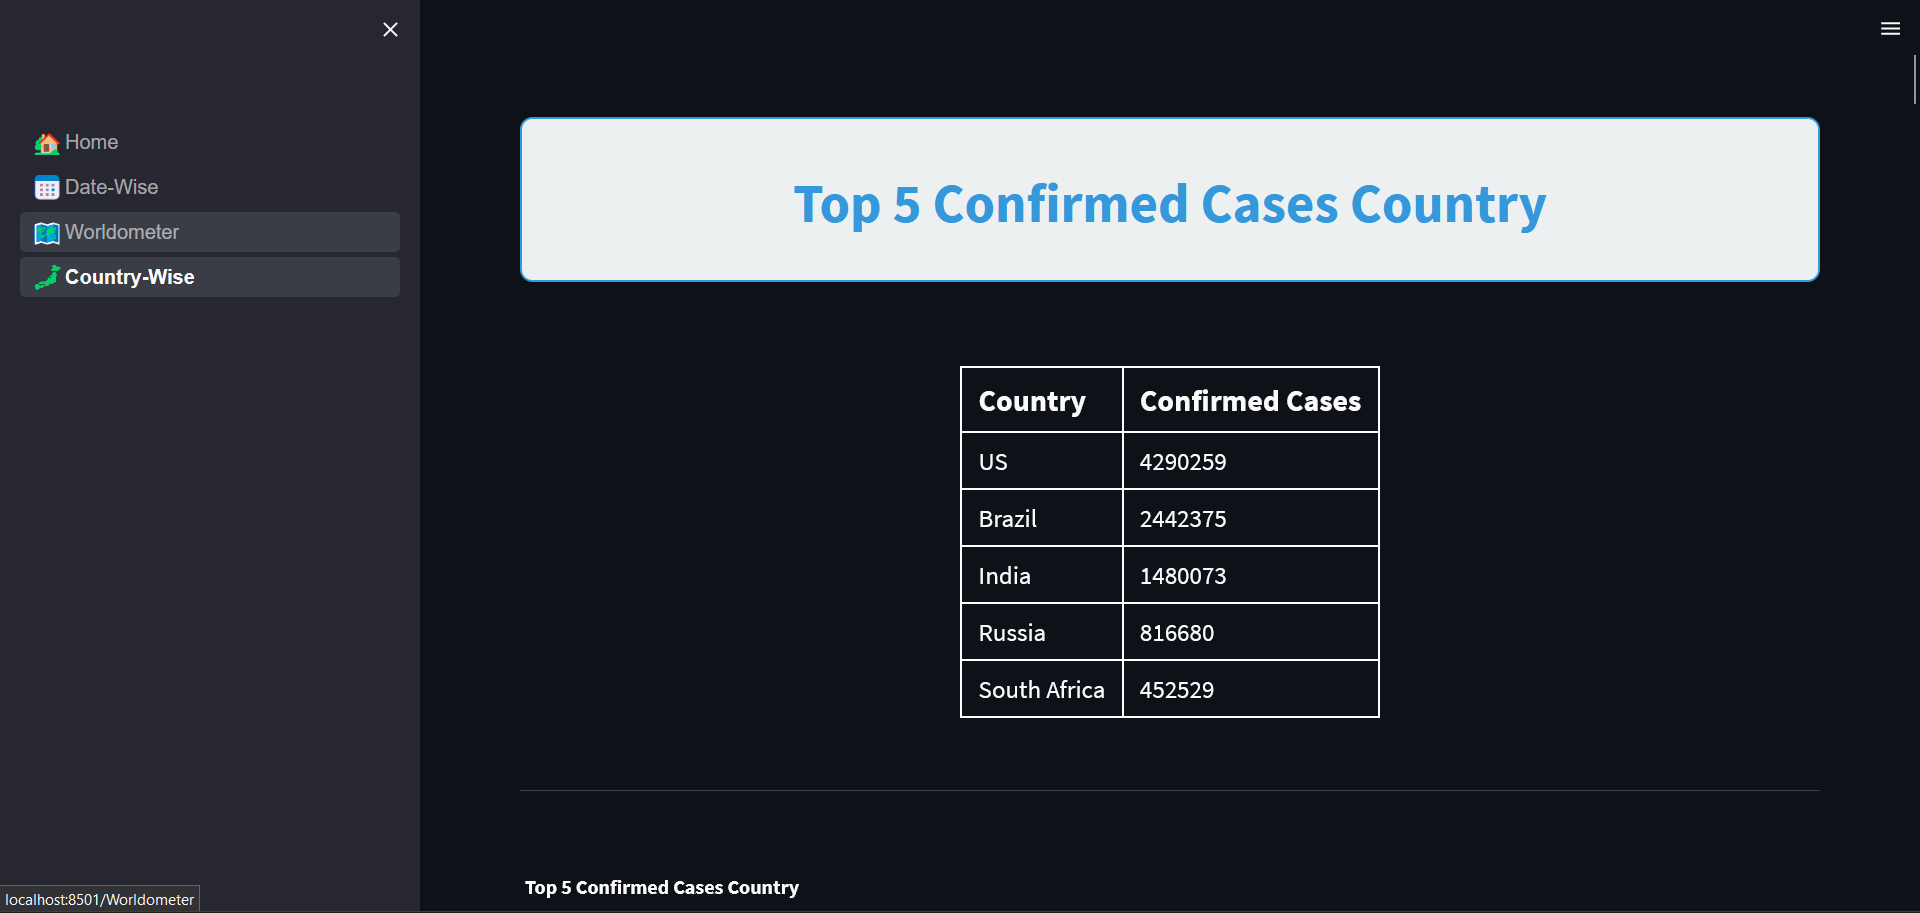 Home
Date-Wise
Worldometer
Country-Wise
Top 5 Confirmed Cases Country
Country Confirmed Cases
US 4290259
Brazil 2442375
India 1480073
Russia 816680
South Africa 452529
Top 5 Confirmed Cases Country
localhost:8501/Worldometer